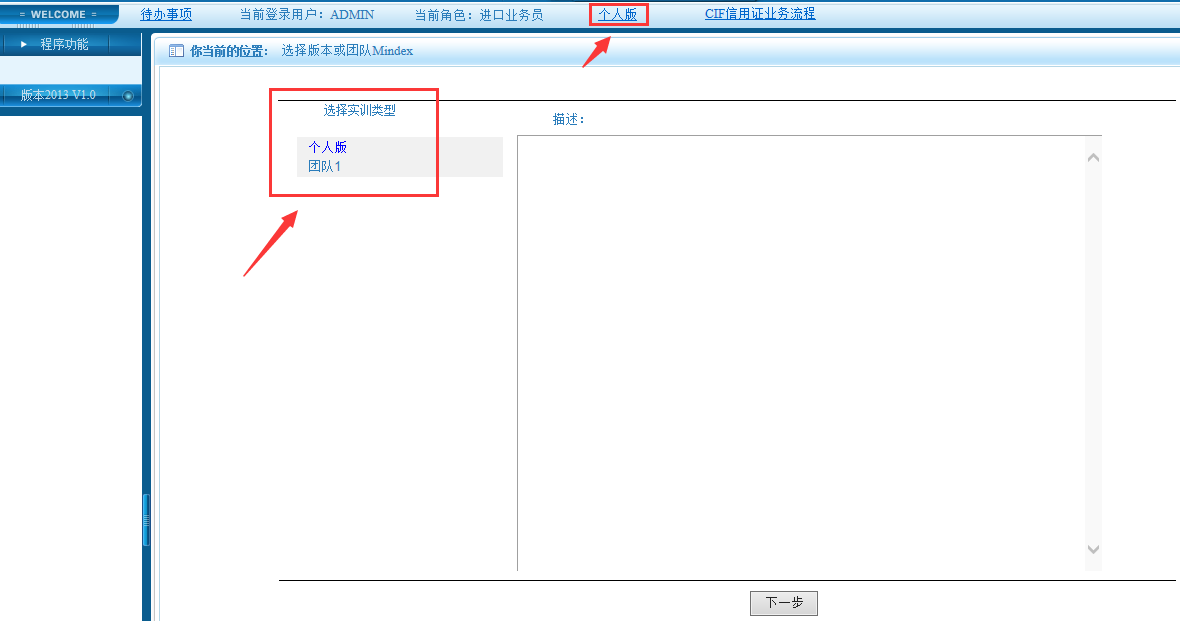 = WELCOME =
待办事项
当前登录用户：ADMIN
当前角色：进口业务员
个人版
CIF信用证业务流程
程序功能
版本2013 V1.0
你当前的位置：
选择版本或团队Mindex
选择实训类型
个人版
团队1
描述：
下一步